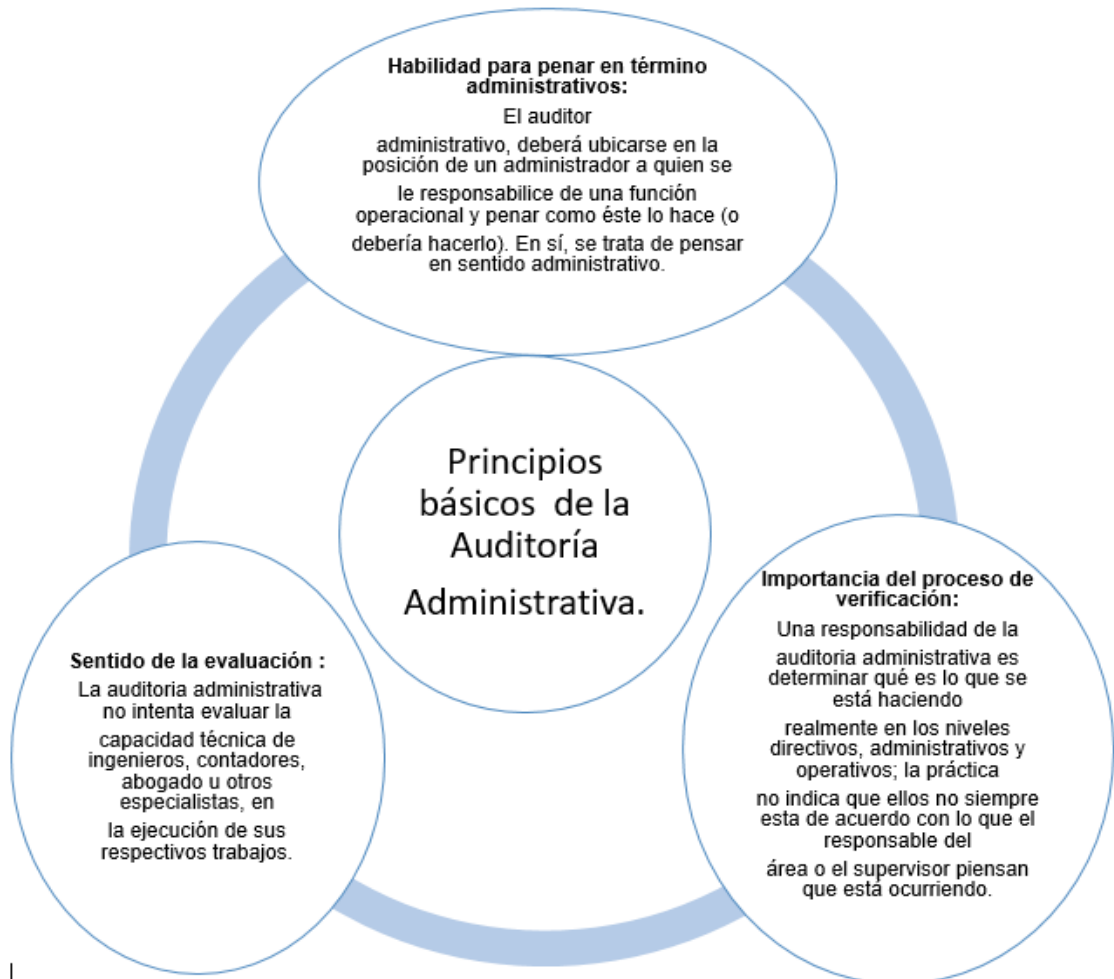 Habilidad para penar en término
administrativos:
El auditor
administrativo, deberá ubicarse en la
posición de un administrador a quien se
le responsabilice de una función
operacional y penar como éste lo hace (o
debería hacerlo). En sí, se trata de pensar
en sentido administrativo.
Principios
básicos de la
Auditoría
Administrativa.
Sentido de la evaluación :
La auditoria administrativa
no intenta evaluar la
capacidad técnica de
ingenieros, contadores,
abogado u otros
especialistas, en
la ejecución de sus
respectivos trabajos.
Importancia del proceso de
verificación:
Una responsabilidad de la
auditoria administrativa es
determinar qué es lo que se
está haciendo
realmente en los niveles
directivos, administrativos y
operativos; la práctica
no indica que ellos no siempre
esta de acuerdo con lo que el
responsable del
área o el supervisor piensan
que está ocurriendo.